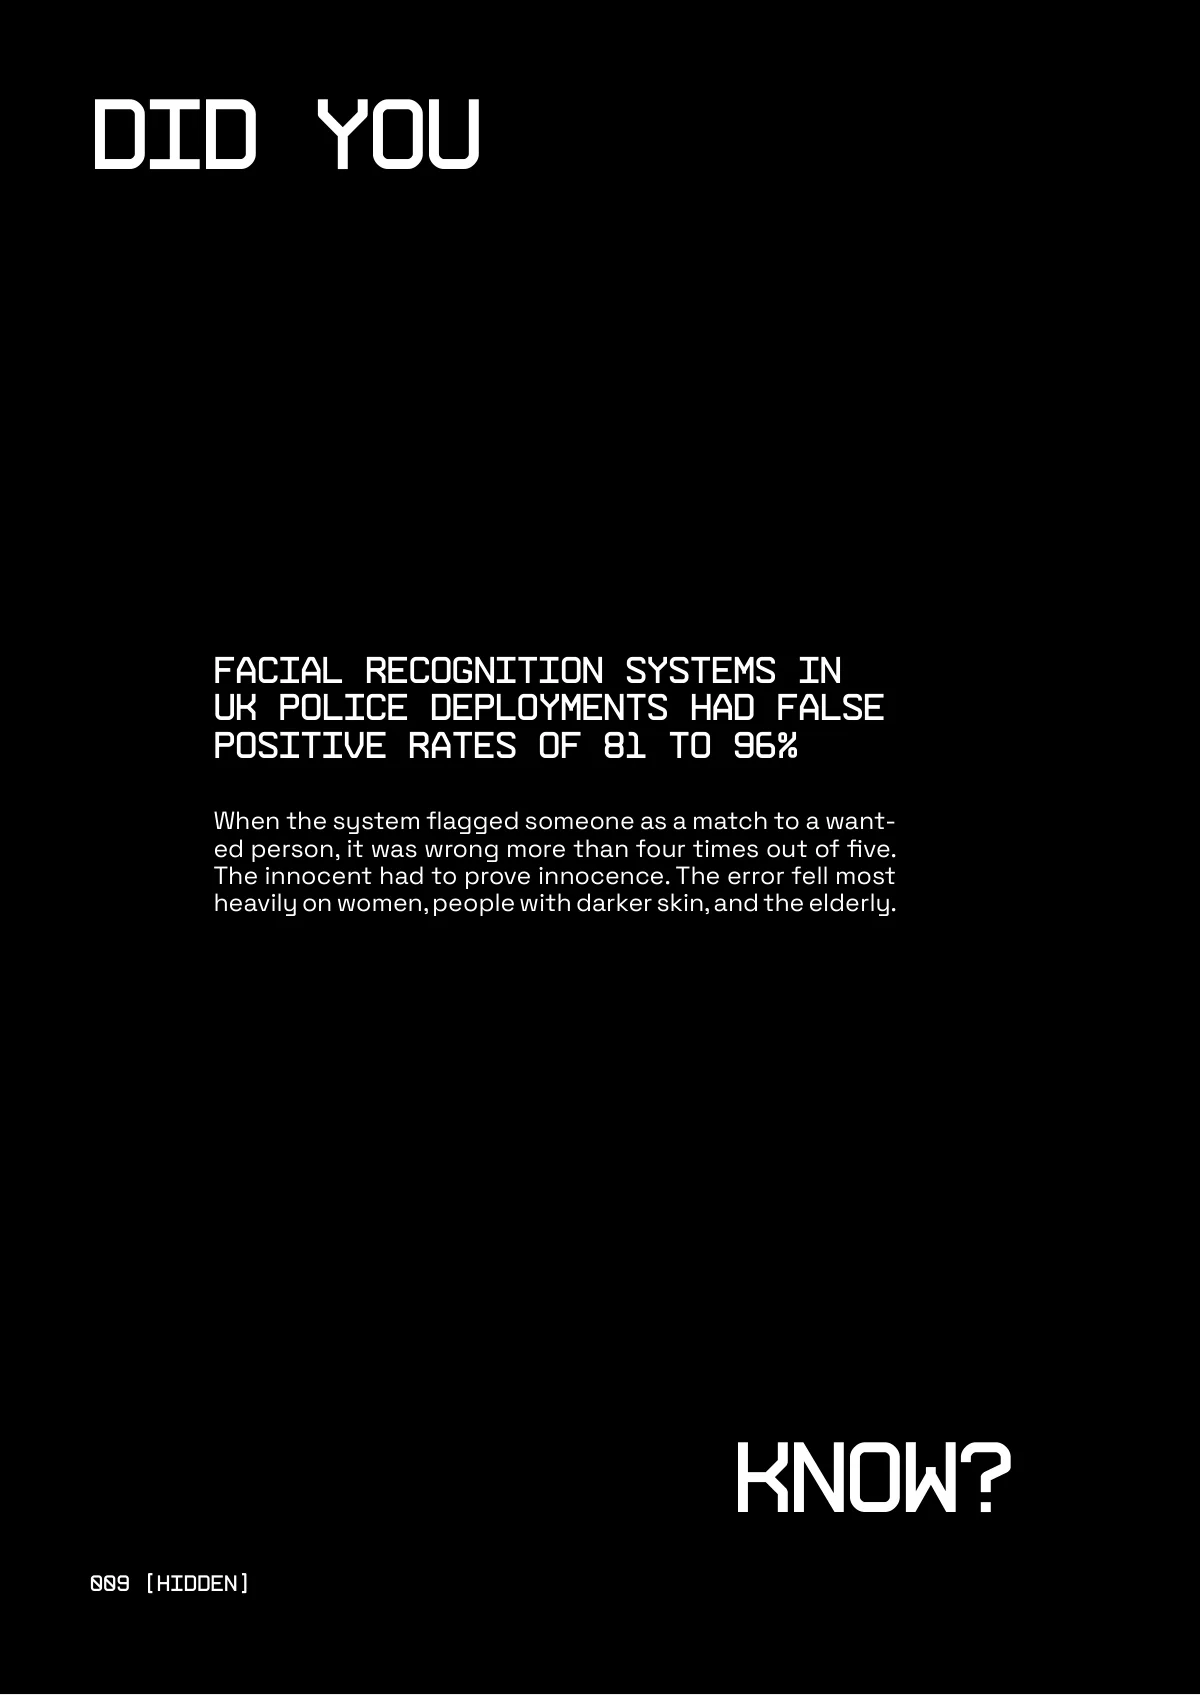 DID YOU
FACIAL RECOGNITION SYSTEMS IN
UK POLICE DEPLOYMENTS HAD FALSE
POSITIVE RATES OF 81 TO 96%
When the system flagged someone as a match to a want-
ed person, it was wrong more than four times out of five.
The innocent had to prove innocence. The error fell most
heavily on women, people with darker skin, and the elderly.
KNOW?
009 [HIDDEN]